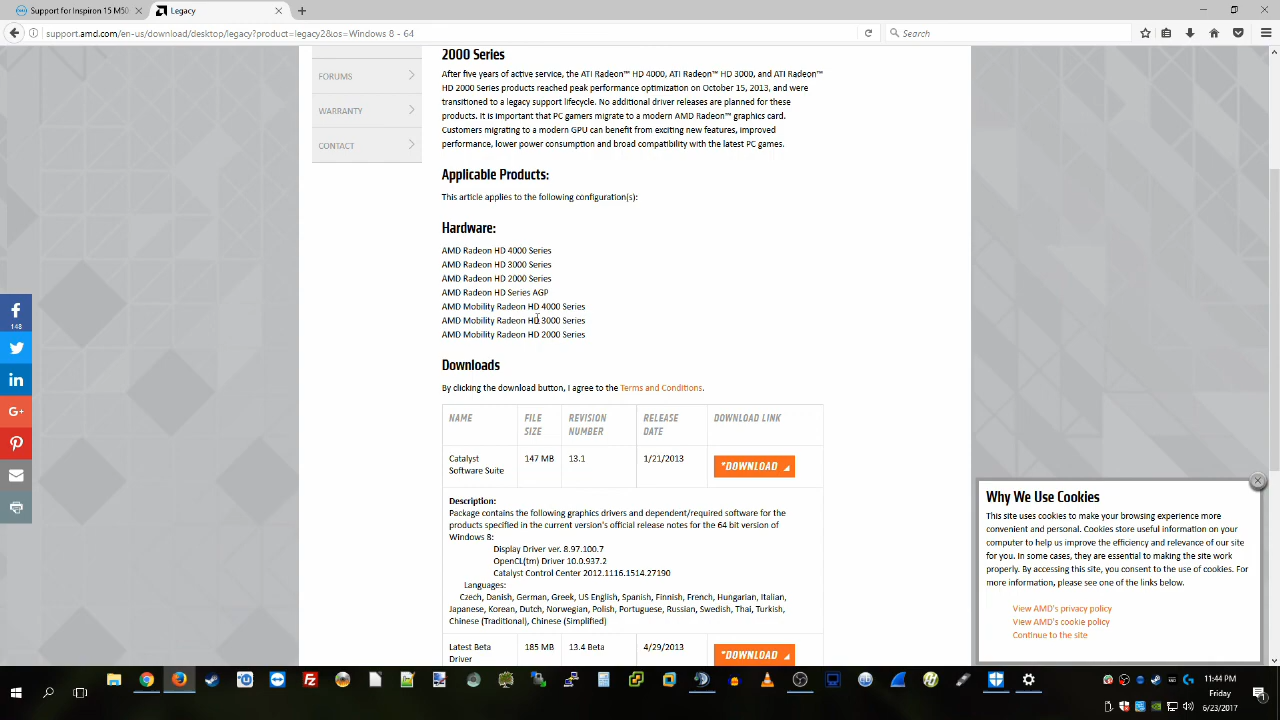 Support for Inspiron 15 M50
Legacy
support.amd.com/en-us/download/desktop/legacy?product=legacy2&os=Windows 8 - 64
Search
FORUMS
WARRANTY
CONTACT
2000 Series
After five years of active service, the ATI Radeon™ HD 4000, ATI Radeon™ HD 3000, and ATI Radeon™
HD 2000 Series products reached peak performance optimization on October 15, 2013, and were
transitioned to a legacy support lifecycle. No additional driver releases are planned for these
products. It is important that PC gamers migrate to a modern AMD Radeon™ graphics card.
Customers migrating to a modern GPU can benefit from exciting new features, improved
performance, lower power consumption and broad compatibility with the latest PC games.
Applicable Products:
This article applies to the following configuration(s):
Hardware:
AMD Radeon HD 4000 Series
AMD Radeon HD 3000 Series
AMD Radeon HD 2000 Series
AMD Radeon HD Series AGP
AMD Mobility Radeon HD 4000 Series
AMD Mobility Radeon HD 3000 Series
AMD Mobility Radeon HD 2000 Series
Downloads
By clicking the download button, I agree to the Terms and Conditions.
NAME FILE SIZE REVISION NUMBER RELEASE DATE DOWNLOAD LINK
Catalyst Software Suite 147 MB 13.1 1/21/2013 *DOWNLOAD
Description:
Package contains the following graphics drivers and dependent/required software for the
products specified in the current version's official release notes for the 64 bit version of
Windows 8:
Display Driver ver. 8.97.100.7
OpenCL(tm) Driver 10.0.937.2
Catalyst Control Center 2012.1116.1514.27190
Languages:
Czech, Danish, German, Greek, US English, Spanish, Finnish, French, Hungarian, Italian,
Japanese, Korean, Dutch, Norwegian, Polish, Portuguese, Russian, Swedish, Thai, Turkish,
Chinese (Traditional), Chinese (Simplified)
Latest Beta Driver 185 MB 13.4 Beta 4/29/2013 *DOWNLOAD
148
Why We Use Cookies
This site uses cookies to make your browsing experience more
convenient and personal. Cookies store useful information on your
computer to help us improve the efficiency and relevance of our site
for you. In some cases, they are essential to making the site work
properly. By accessing this site, you consent to the use of cookies. For
more information, please see one of the links below.
View AMD's privacy policy
View AMD's cookie policy
Continue to the site
11:44 PM
Friday
6/23/2017